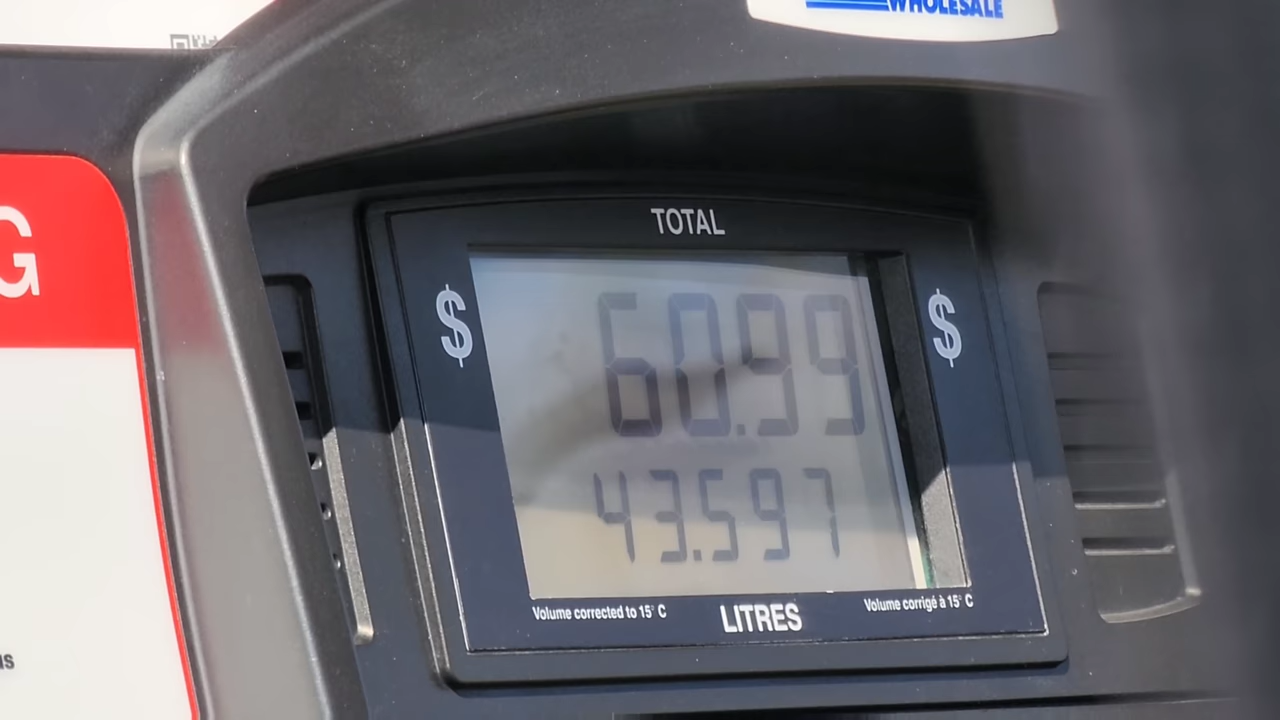 WHOLESALE
G
TOTAL
$ 60.99 $
43.597
Volume corrected to 15° C
LITRES
Volume corrigé à 15° C